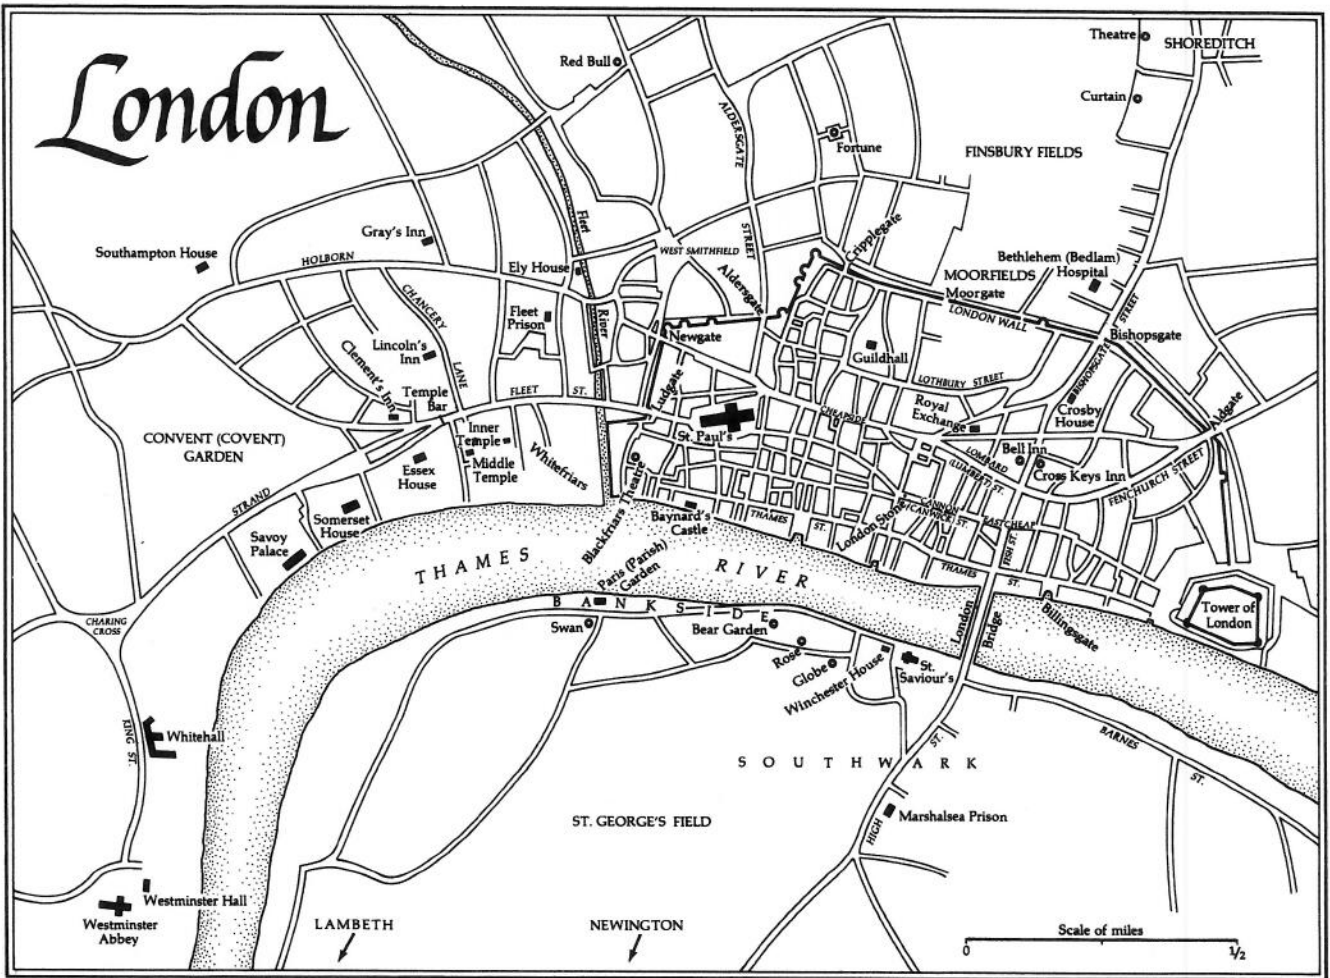 London
Theatre
SHOREDITCH
Red Bull
Curtain
ALDERSGATE
STREET
Fortune
FINSBURY FIELDS
Fleet
River
Gray's Inn
Southampton House
HOLBORN
Ely House
WEST SMITHFIELD
Aldersgate
Cripplegate
Bethlehem (Bedlam)
Hospital
MOORFIELDS
Moorgate
LONDON WALL
BISHOPSGATE
STREET
Bishopsgate
CHANCERY
LANE
Fleet
Prison
Newgate
Lincoln's
Inn
Clement's Inn
Guildhall
Temple
Bar
FLEET
ST.
Ludgate
LOTHBURY STREET
Royal
Exchange
Crosby
House
Aldgate
CHEAPSIDE
St. Paul's
CONVENT (COVENT)
GARDEN
Inner
Temple
Middle
Temple
Whitefriars
Essex
House
LOMBARD
(LUMBERT) ST.
Bell Inn
Cross Keys Inn
FENCHURCH STREET
STRAND
Somerset
House
Savoy
Palace
Blackfriars Theatre
Baynard's
Castle
THAMES
ST.
London Stone
CANNON
(CANWICK) ST.
EASTCHEAP
FISH ST.
THAMES
ST.
THAMES RIVER
Paris (Parish)
Garden
BANKSIDE
Swan
Bear Garden
Rose
Globe
Winchester House
St.
Saviour's
London
Bridge
Billingsgate
Tower of
London
CHARING
CROSS
KING ST.
Whitehall
SOUTHWARK
BARNES
ST.
HIGH
ST.
Marshalsea Prison
ST. GEORGE'S FIELD
Westminster Hall
Westminster
Abbey
LAMBETH
NEWINGTON
Scale of miles
0
1/2